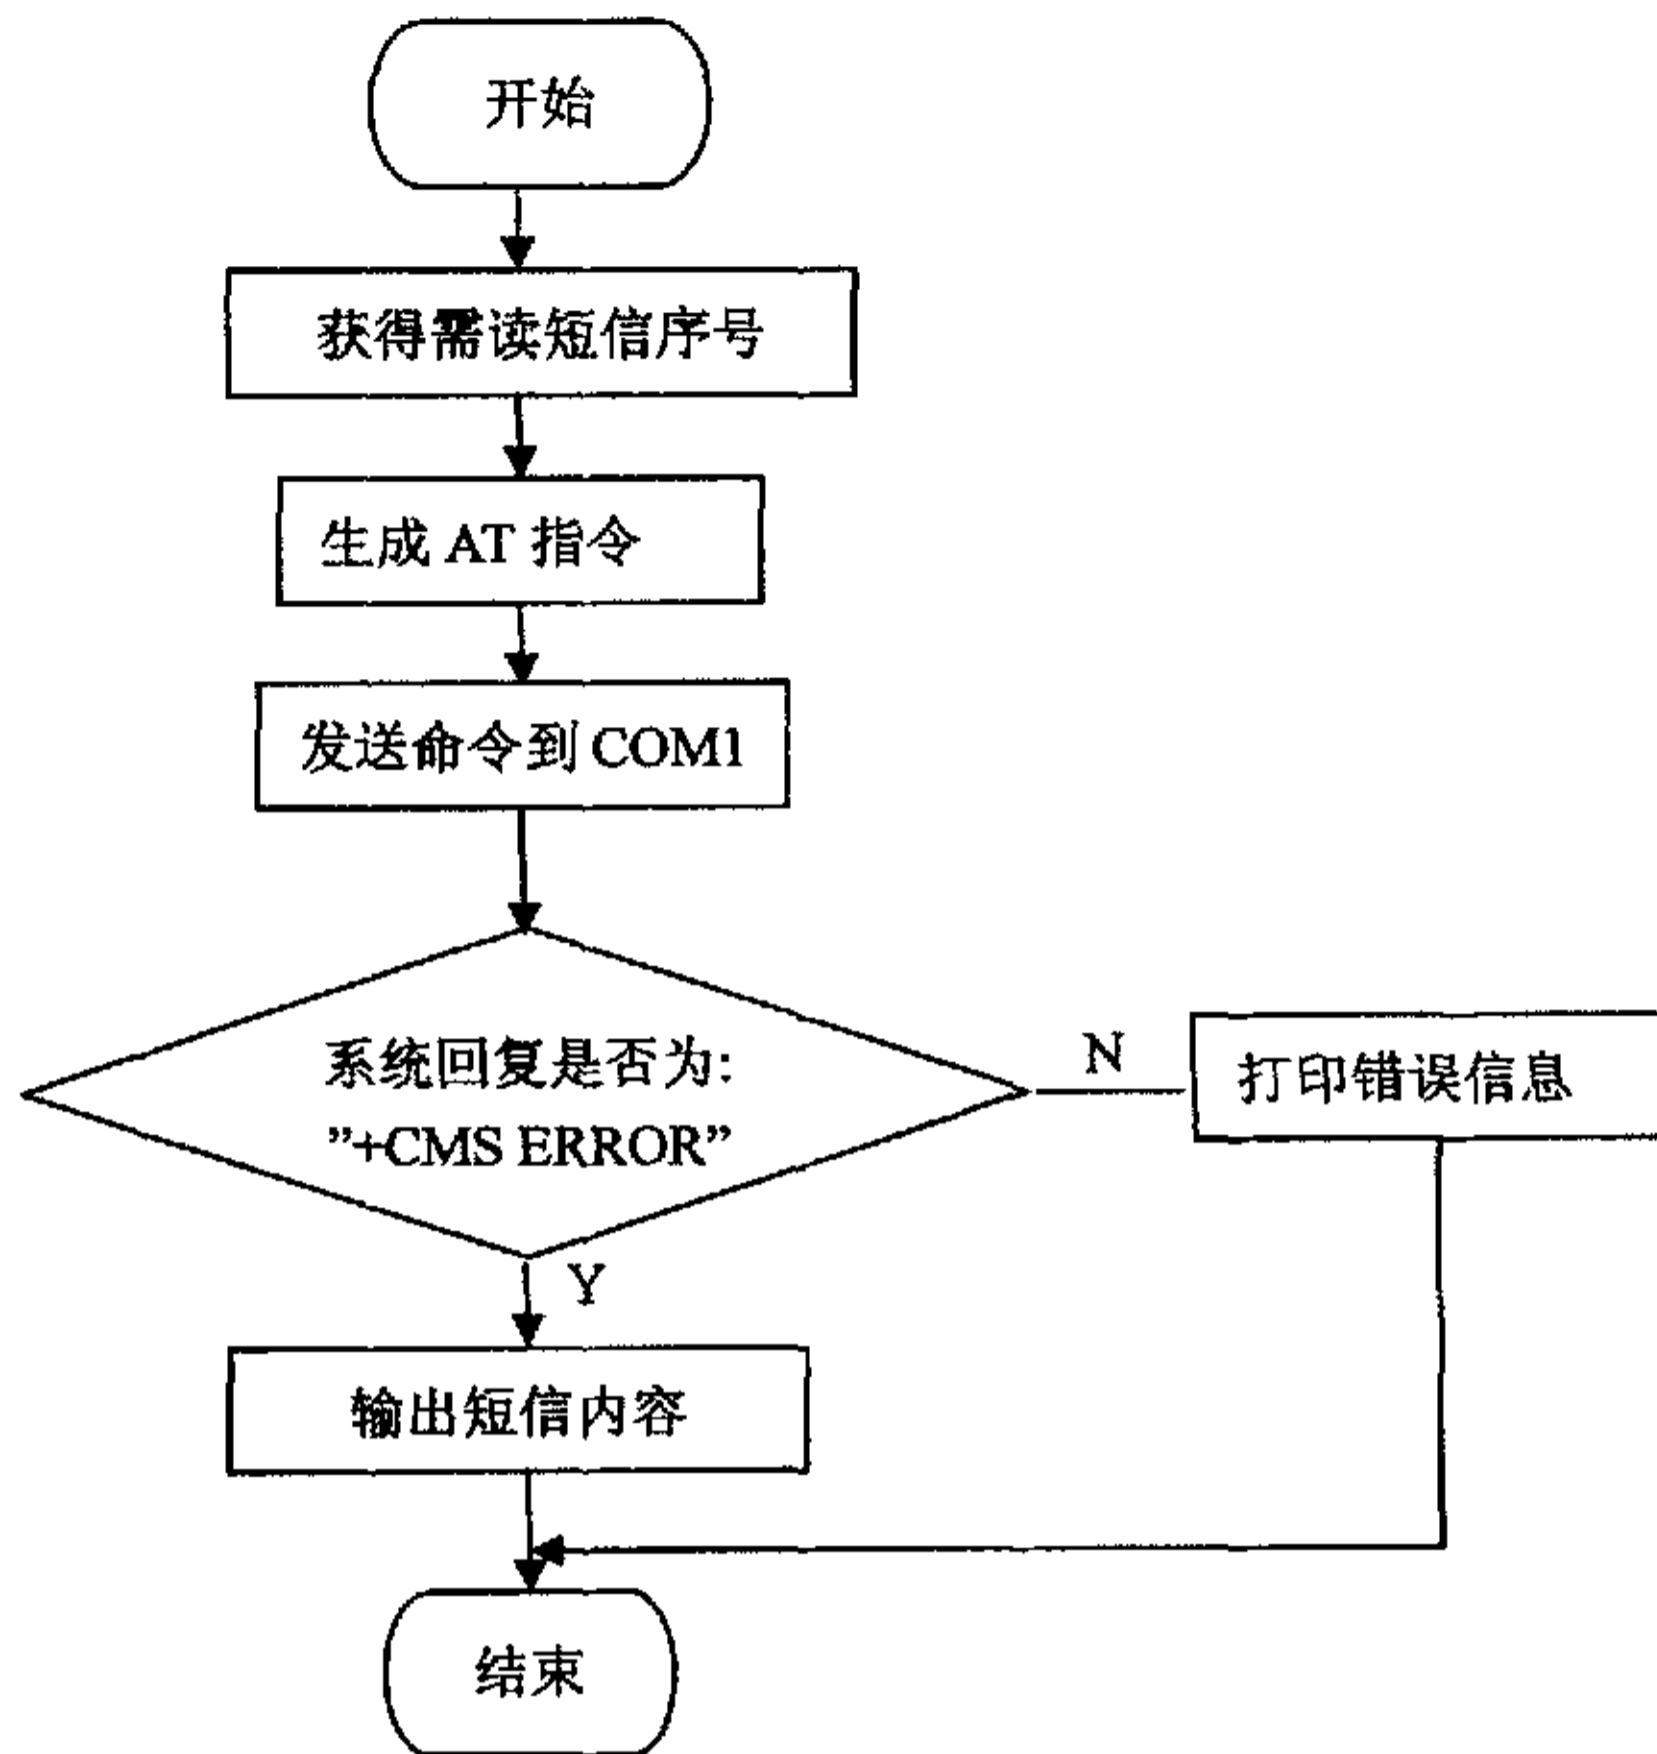 开始
获得需读短信序号
生成 AT 指令
发送命令到 COM1
系统回复是否为:
”+CMS ERROR”
N
打印错误信息
Y
输出短信内容
结束